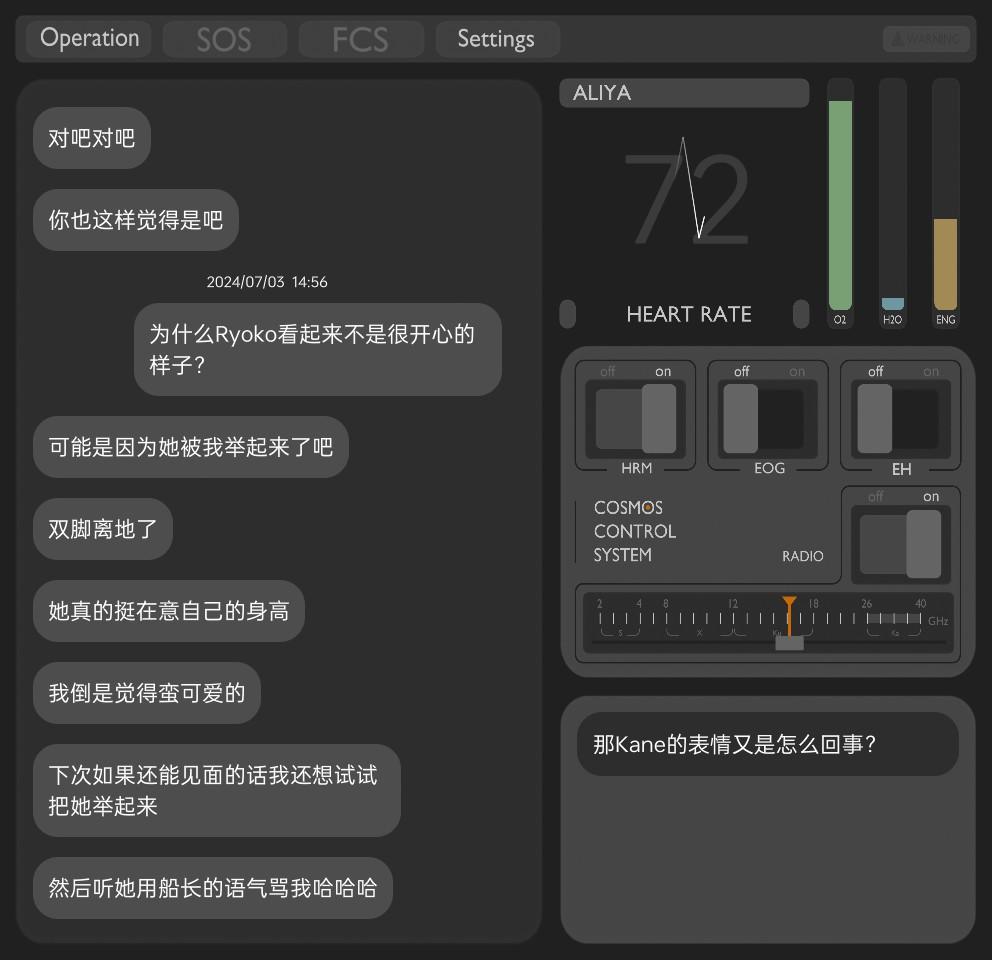 Operation
SOS
FCS
Settings
WARNING
对吧对吧
你也这样觉得是吧
2024/07/03 14:56
为什么Ryoko看起来不是很开心的
样子?
可能是因为她被我举起来了吧
双脚离地了
她真的挺在意自己的身高
我倒是觉得蛮可爱的
下次如果还能见面的话我还想试试
把她举起来
然后听她用船长的语气骂我哈哈哈
ALIYA
72
HEART RATE
O2
H2O
ENG
off on
off on
off on
HRM
EOG
EH
COSMOS
CONTROL
SYSTEM
RADIO
off on
2 4 8 12 18 26 40
GHz
S X Ku Ka
那Kane的表情又是怎么回事?